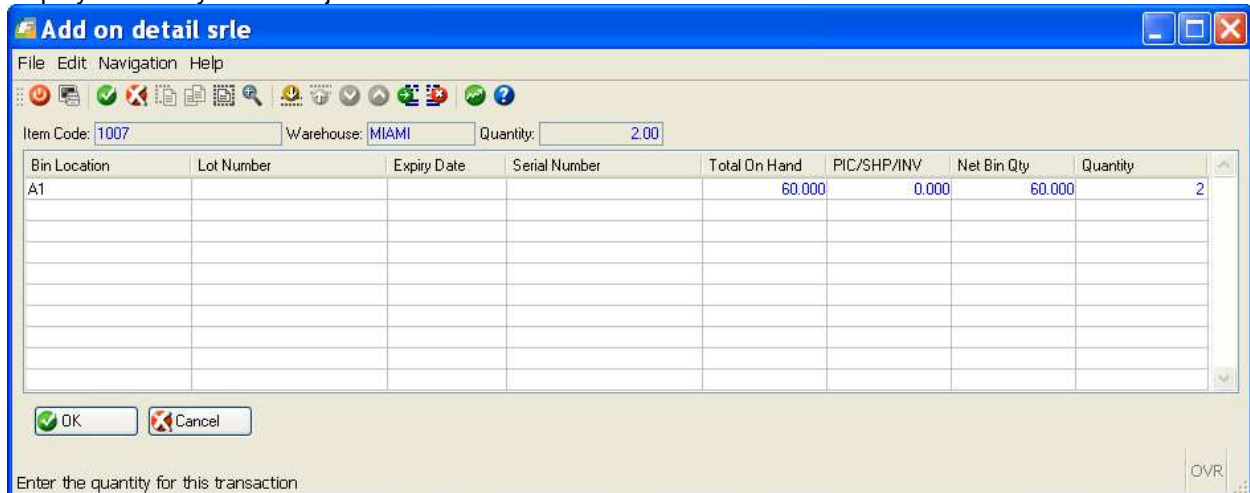 Add on detail srle
File Edit Navigation Help
Item Code: 1007 Warehouse: MIAMI Quantity: 2.00
Bin Location Lot Number Expiry Date Serial Number Total On Hand PIC/SHP/INV Net Bin Qty Quantity
A1 60.000 0.000 60.000 2
OK Cancel
OVR
Enter the quantity for this transaction